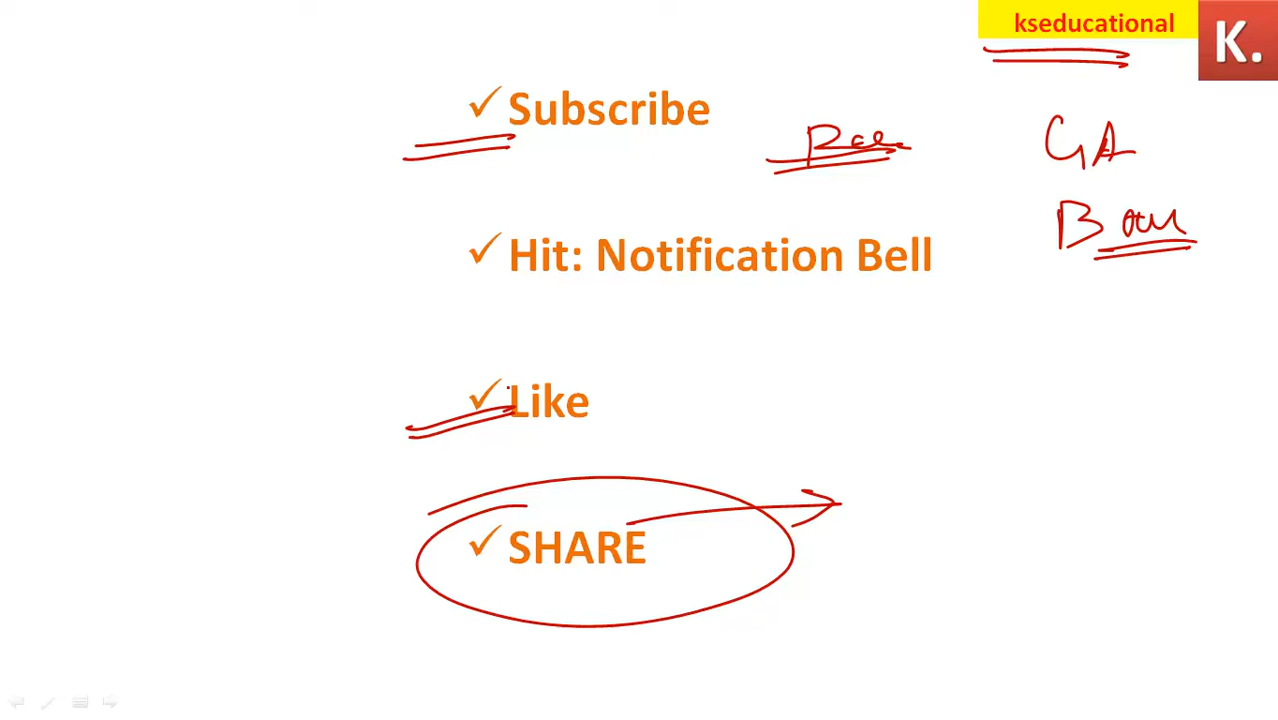 kseducational
K.
✓ Subscribe
GA
✓ Hit: Notification Bell
✓ Like
✓ SHARE